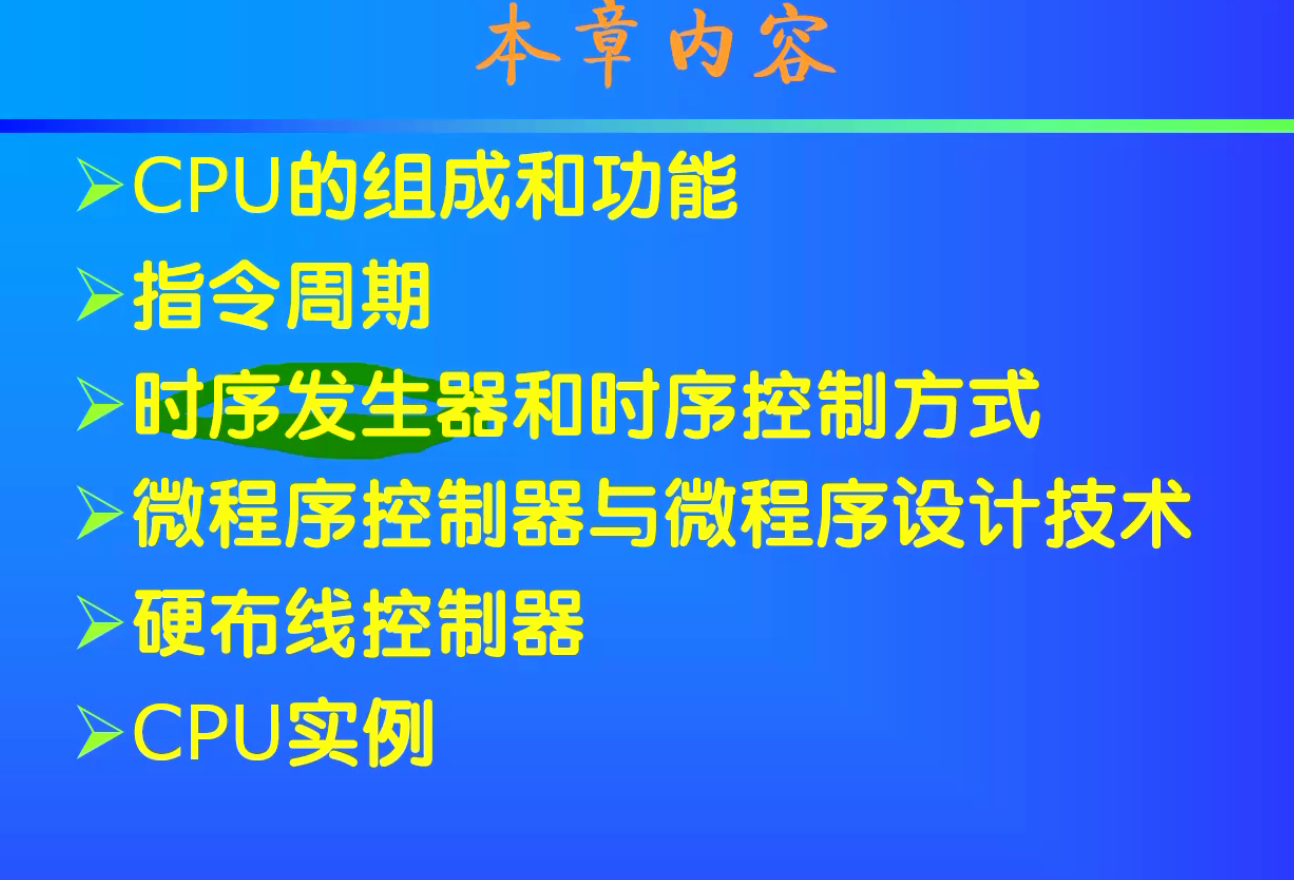 本章内容
CPU的组成和功能
指令周期
时序发生器和时序控制方式
微程序控制器与微程序设计技术
硬布线控制器
CPU实例